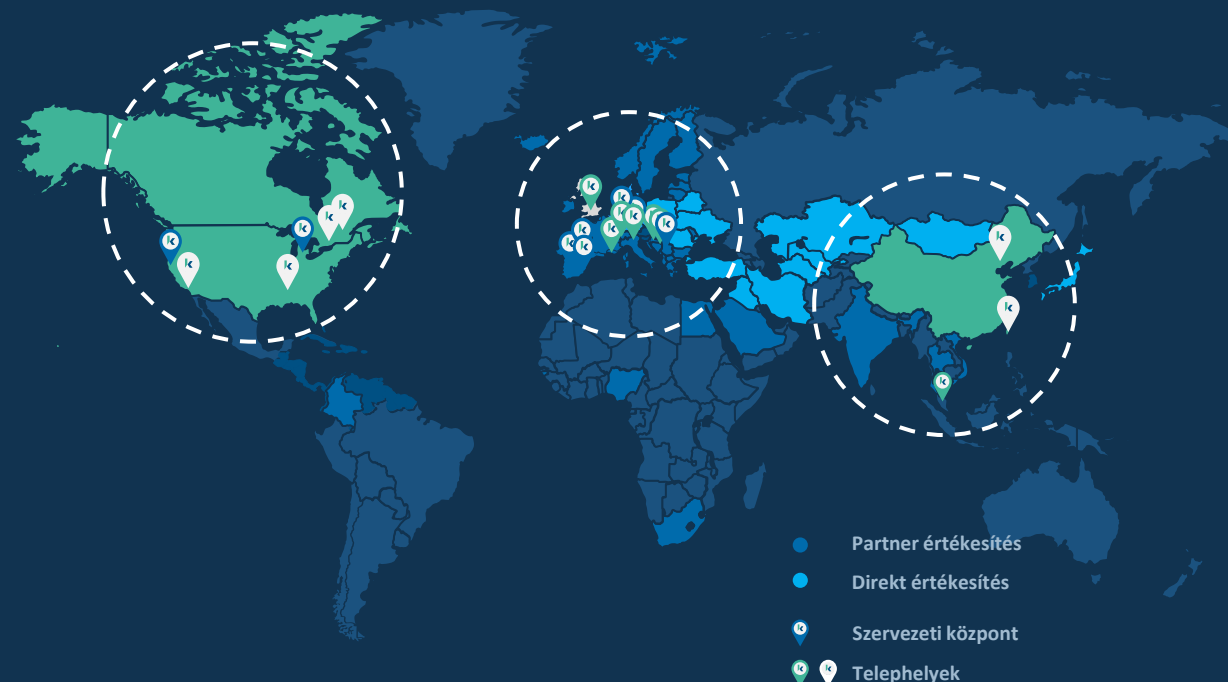 Partner értékesítés
Direkt értékesítés
Szervezeti központ
Telephelyek